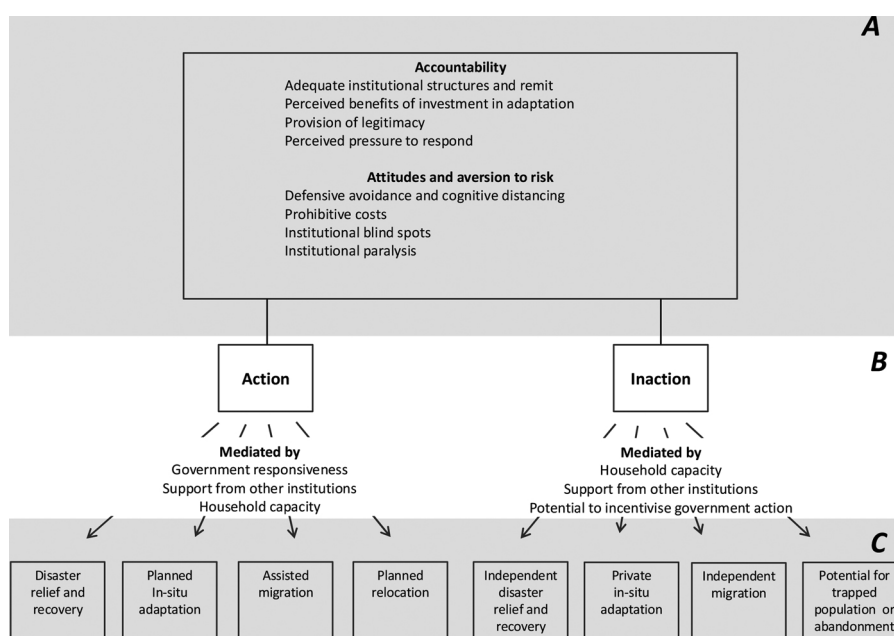 A
Accountability
Adequate institutional structures and remit
Perceived benefits of investment in adaptation
Provision of legitimacy
Perceived pressure to respond
Attitudes and aversion to risk
Defensive avoidance and cognitive distancing
Prohibitive costs
Institutional blind spots
Institutional paralysis
B
Action
Inaction
Mediated by
Government responsiveness
Support from other institutions
Household capacity
Mediated by
Household capacity
Support from other institutions
Potential to incentivise government action
C
Disaster
relief and
recovery
Planned
In-situ
adaptation
Assisted
migration
Planned
relocation
Independent
disaster
relief and
recovery
Private
in-situ
adaptation
Independent
migration
Potential for
trapped
population or
abandonment